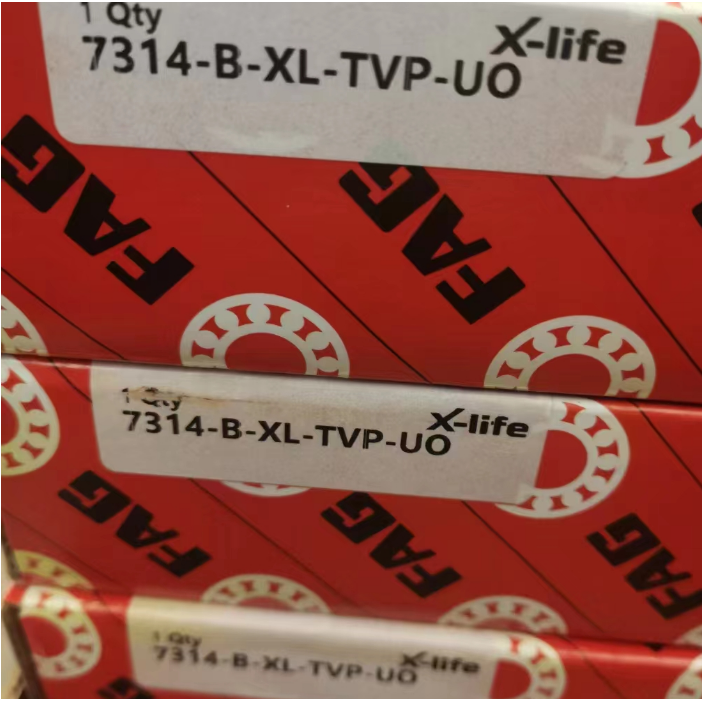 1 Qty
X-life
7314-B-XL-TVP-UO
FAG
FAG
1 Qty
X-life
7314-B-XL-TVP-UO
FAG
FAG
FAG
1 Qty
X-life
7314-B-XL-TVP-UO